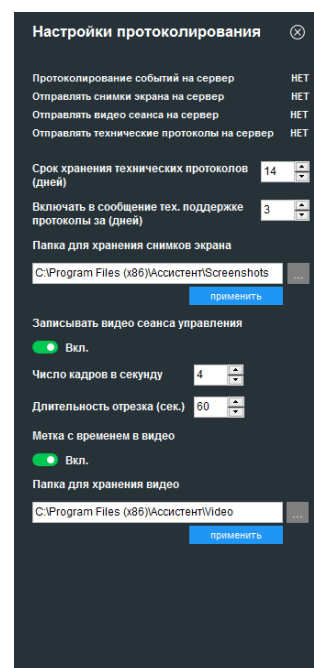 Настройки протоколирования
Протоколирование событий на сервер НЕТ
Отправлять снимки экрана на сервер НЕТ
Отправлять видео сеанса на сервер НЕТ
Отправлять технические протоколы на сервер НЕТ
Срок хранения технических протоколов
(дней) 14
Включать в сообщение тех. поддержке
протоколы за (дней) 3
Папка для хранения снимков экрана
C:\Program Files (x86)\Ассистент\Screenshots ...
применить
Записывать видео сеанса управления
Вкл.
Число кадров в секунду 4
Длительность отрезка (сек.) 60
Метка с временем в видео
Вкл.
Папка для хранения видео
C:\Program Files (x86)\Ассистент\Video ...
применить